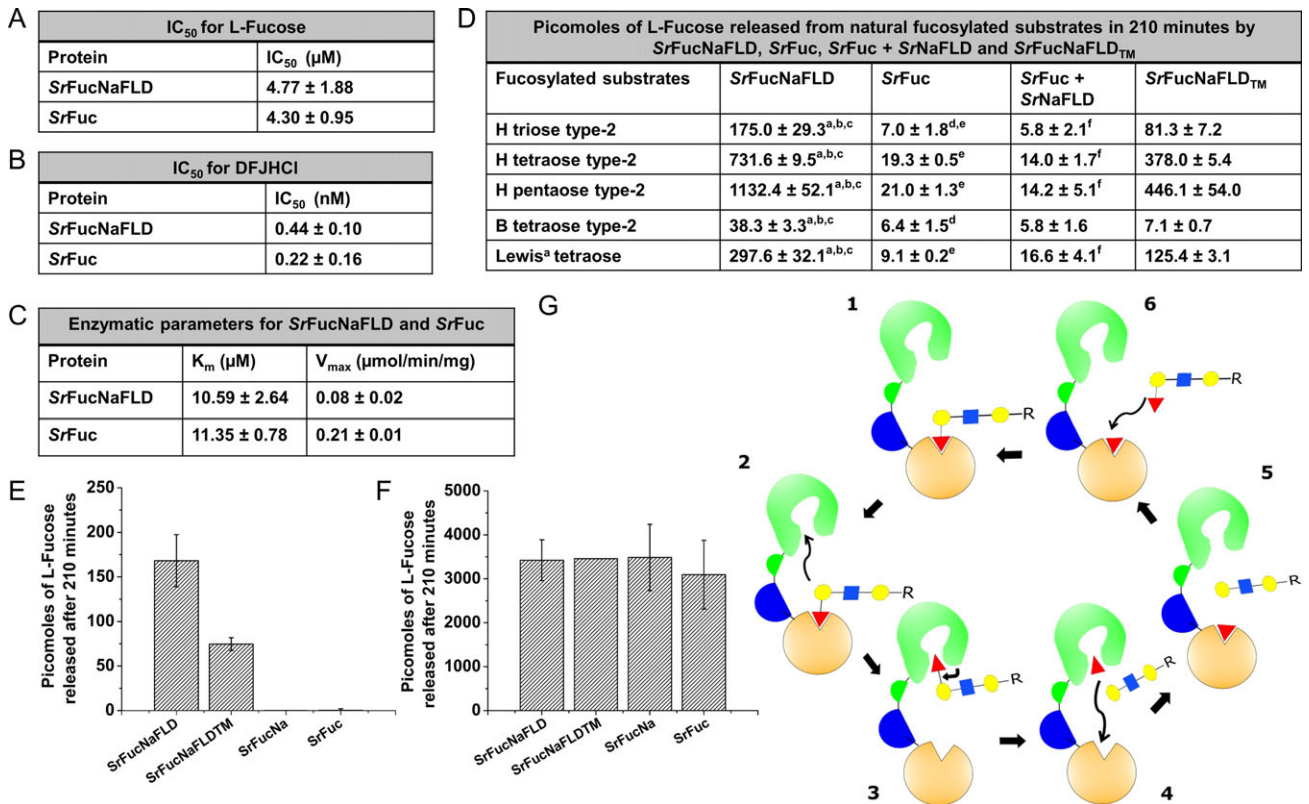 A
IC50 for L-Fucose
Protein IC50 (µM)
SrFucNaFLD 4.77 ± 1.88
SrFuc 4.30 ± 0.95
B
IC50 for DFJHCl
Protein IC50 (nM)
SrFucNaFLD 0.44 ± 0.10
SrFuc 0.22 ± 0.16
C
Enzymatic parameters for SrFucNaFLD and SrFuc
Protein Km (µM) Vmax (µmol/min/mg)
SrFucNaFLD 10.59 ± 2.64 0.08 ± 0.02
SrFuc 11.35 ± 0.78 0.21 ± 0.01
D
Picomoles of L-Fucose released from natural fucosylated substrates in 210 minutes by
SrFucNaFLD, SrFuc, SrFuc + SrNaFLD and SrFucNaFLDTM
Fucosylated substrates SrFucNaFLD SrFuc SrFuc + SrNaFLD SrFucNaFLDTM
H triose type-2 175.0 ± 29.3a,b,c 7.0 ± 1.8d,e 5.8 ± 2.1f 81.3 ± 7.2
H tetraose type-2 731.6 ± 9.5a,b,c 19.3 ± 0.5e 14.0 ± 1.7f 378.0 ± 5.4
H pentaose type-2 1132.4 ± 52.1a,b,c 21.0 ± 1.3e 14.2 ± 5.1f 446.1 ± 54.0
B tetraose type-2 38.3 ± 3.3a,b,c 6.4 ± 1.5d 5.8 ± 1.6 7.1 ± 0.7
Lewisa tetraose 297.6 ± 32.1a,b,c 9.1 ± 0.2e 16.6 ± 4.1f 125.4 ± 3.1
E
Picomoles of L-Fucose
released after 210 minutes
250
200
150
100
50
0
SrFucNaFLD
SrFucNaFLDTM
SrFucNa
SrFuc
F
Picomoles of L-Fucose
released after 210 minutes
5000
4000
3000
2000
1000
0
SrFucNaFLD
SrFucNaFLDTM
SrFucNa
SrFuc
G
1
R
6
R
2
R
5
R
3
R
4
R